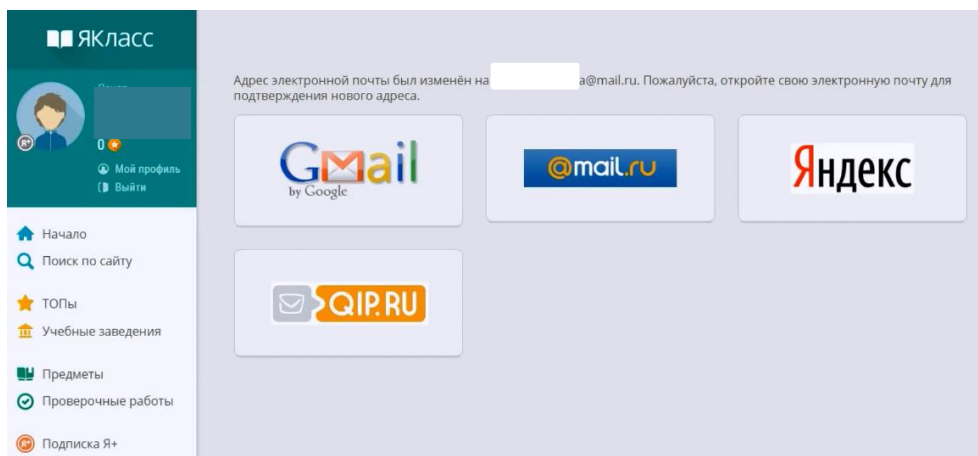 ЯКласс
0
Мой профиль
Выйти
Начало
Поиск по сайту
ТОПы
Учебные заведения
Предметы
Проверочные работы
Подписка Я+
Адрес электронной почты был изменён на a@mail.ru. Пожалуйста, откройте свою электронную почту для
подтверждения нового адреса.
Gmail
by Google
@mail.ru
Яндекс
QIP.RU